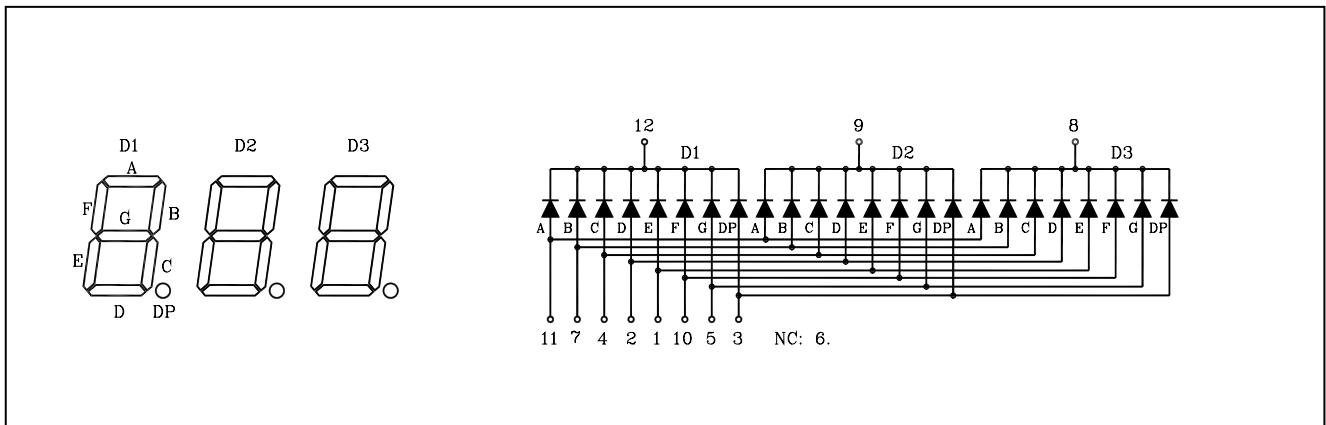 D1 D2 D3
A
F G B
E C
D DP
12 9 8
D1 D2 D3
A B C D E F G DP A B C D E F G DP A B C D E F G DP
11 7 4 2 1 10 5 3 NC: 6.